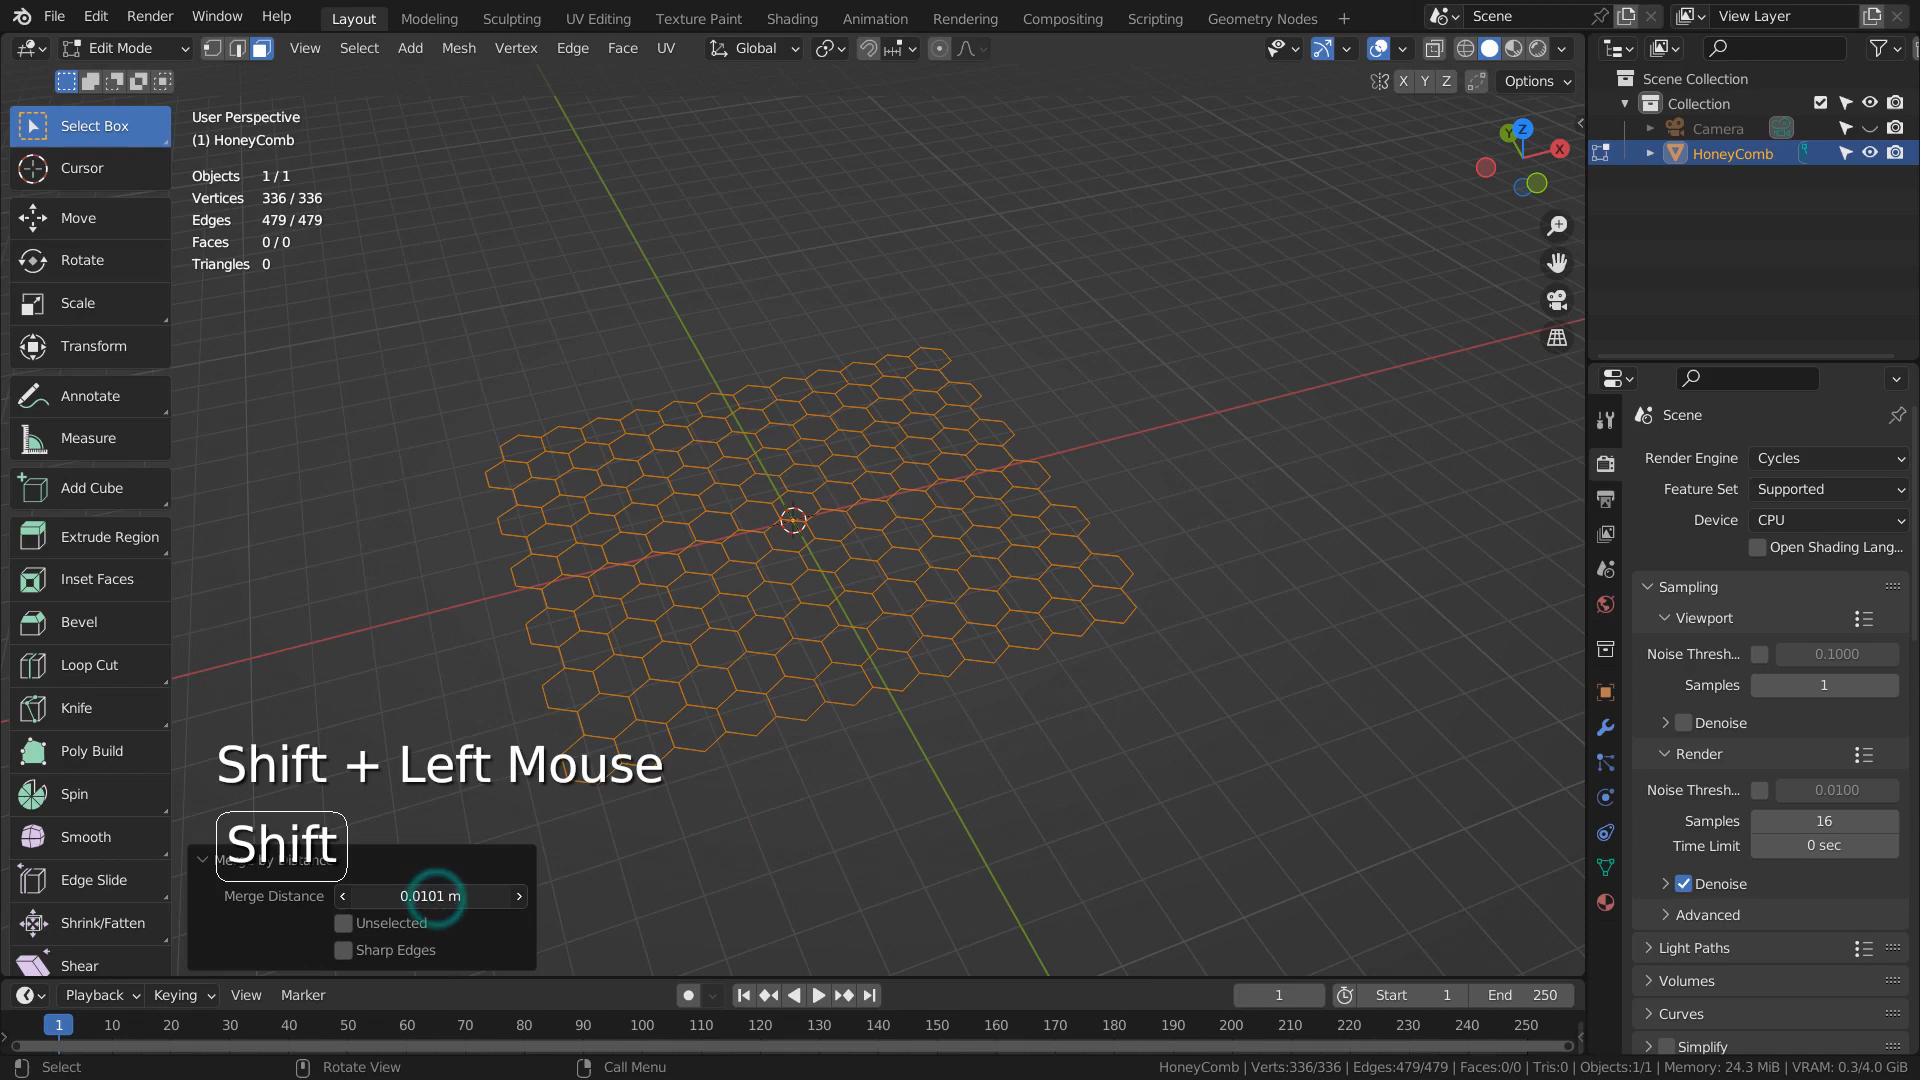 File Edit Render Window Help Layout Modeling Sculpting UV Editing Texture Paint Shading Animation Rendering Compositing Scripting Geometry Nodes + Scene View Layer
Edit Mode View Select Add Mesh Vertex Edge Face UV Global
X Y Z Options
Select Box
Cursor
Move
Rotate
Scale
Transform
Annotate
Measure
Add Cube
Extrude Region
Inset Faces
Bevel
Loop Cut
Knife
Poly Build
Spin
Smooth
Edge Slide
Shrink/Fatten
Shear
User Perspective
(1) HoneyComb
Objects 1 / 1
Vertices 336 / 336
Edges 479 / 479
Faces 0 / 0
Triangles 0
Y Z X
Shift + Left Mouse
Shift
Merge by Distance
Merge Distance 0.0101 m
Unselected
Sharp Edges
Scene Collection
Collection
Camera
HoneyComb
Scene
Render Engine Cycles
Feature Set Supported
Device CPU
Open Shading Lang...
Sampling
Viewport
Noise Thresh... 0.1000
Samples 1
Denoise
Render
Noise Thresh... 0.0100
Samples 16
Time Limit 0 sec
Denoise
Advanced
Light Paths
Volumes
Curves
Simplify
Playback Keying View Marker 1 Start 1 End 250
1 10 20 30 40 50 60 70 80 90 100 110 120 130 140 150 160 170 180 190 200 210 220 230 240 250
Select Rotate View Call Menu HoneyComb | Verts:336/336 | Edges:479/479 | Faces:0/0 | Tris:0 | Objects:1/1 | Memory: 24.3 MiB | VRAM: 0.3/4.0 GiB